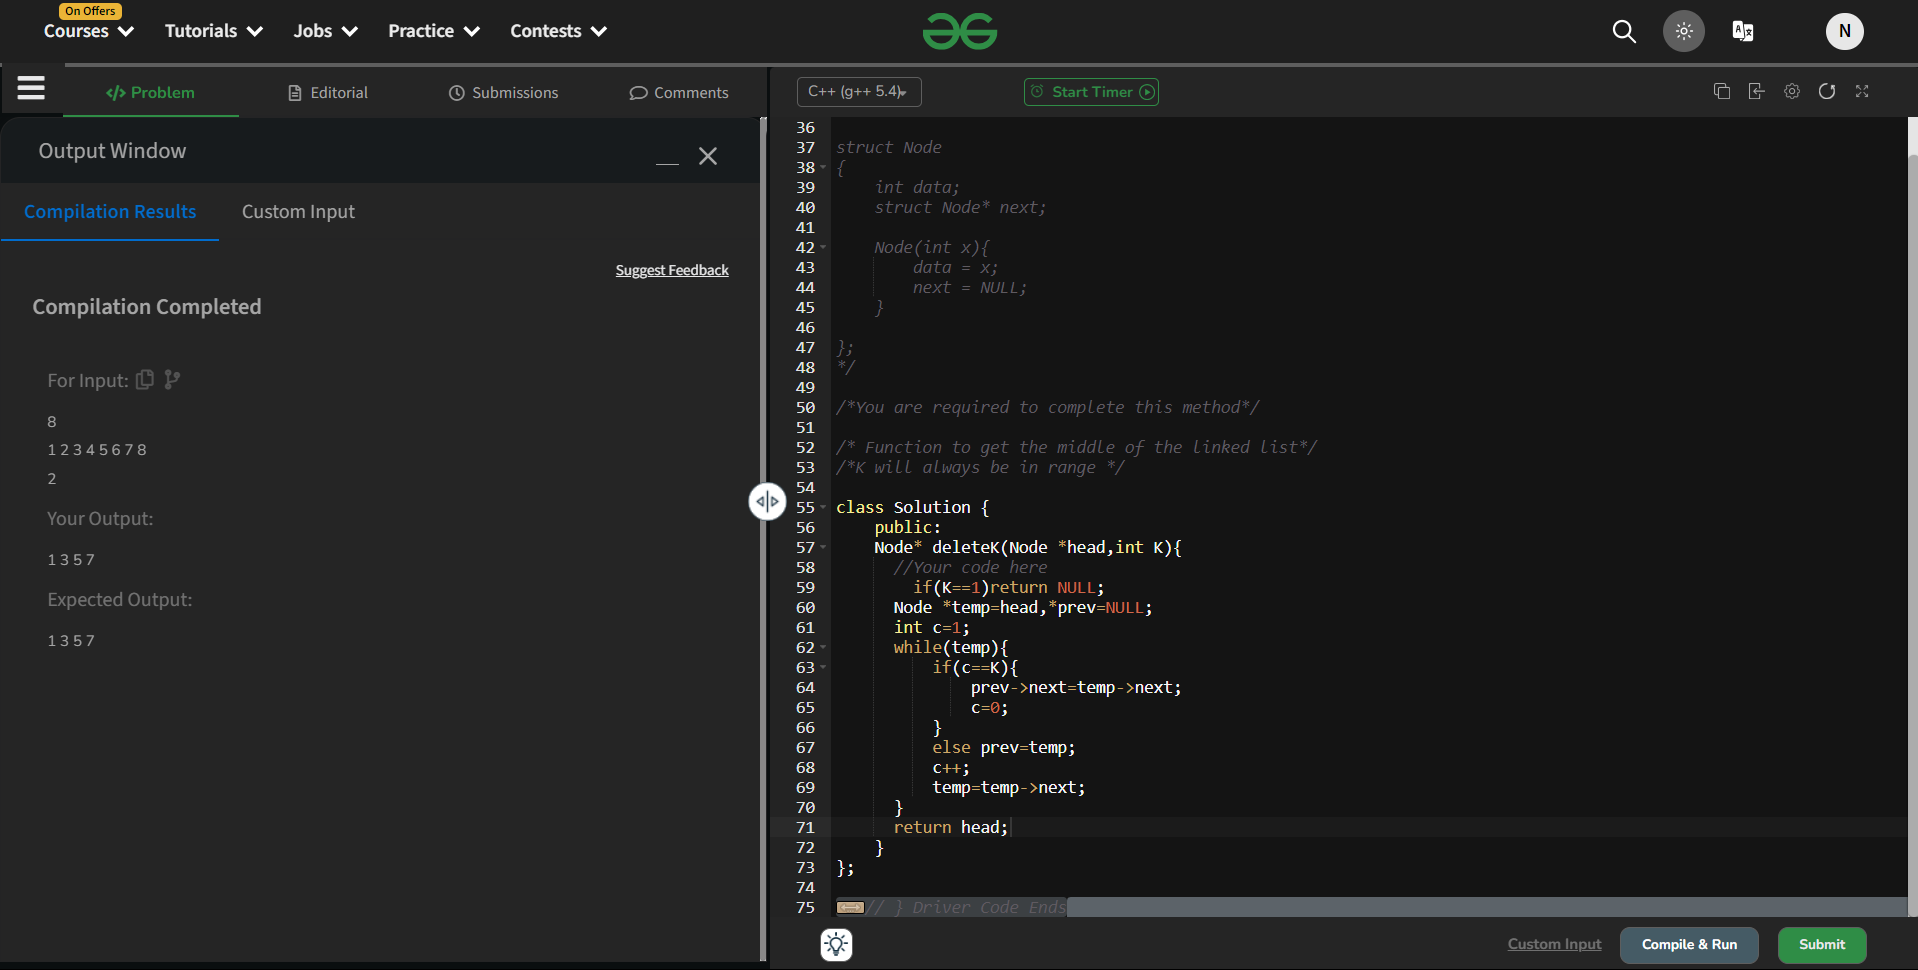 On Offers
Courses Tutorials Jobs Practice Contests
N
</> Problem Editorial Submissions Comments
C++ (g++ 5.4) Start Timer
Output Window
Compilation Results Custom Input
Suggest Feedback
Compilation Completed
For Input:
8
1 2 3 4 5 6 7 8
2
Your Output:
1 3 5 7
Expected Output:
1 3 5 7
36
37 struct Node
38 {
39 int data;
40 struct Node* next;
41
42 Node(int x){
43 data = x;
44 next = NULL;
45 }
46
47 };
48 */
49
50 /*You are required to complete this method*/
51
52 /* Function to get the middle of the linked list*/
53 /*K will always be in range */
54
55 class Solution {
56 public:
57 Node* deleteK(Node *head,int K){
58 //Your code here
59 if(K==1)return NULL;
60 Node *temp=head,*prev=NULL;
61 int c=1;
62 while(temp){
63 if(c==K){
64 prev->next=temp->next;
65 c=0;
66 }
67 else prev=temp;
68 c++;
69 temp=temp->next;
70 }
71 return head;
72 }
73 };
74
75 // } Driver Code Ends
Custom Input Compile & Run Submit